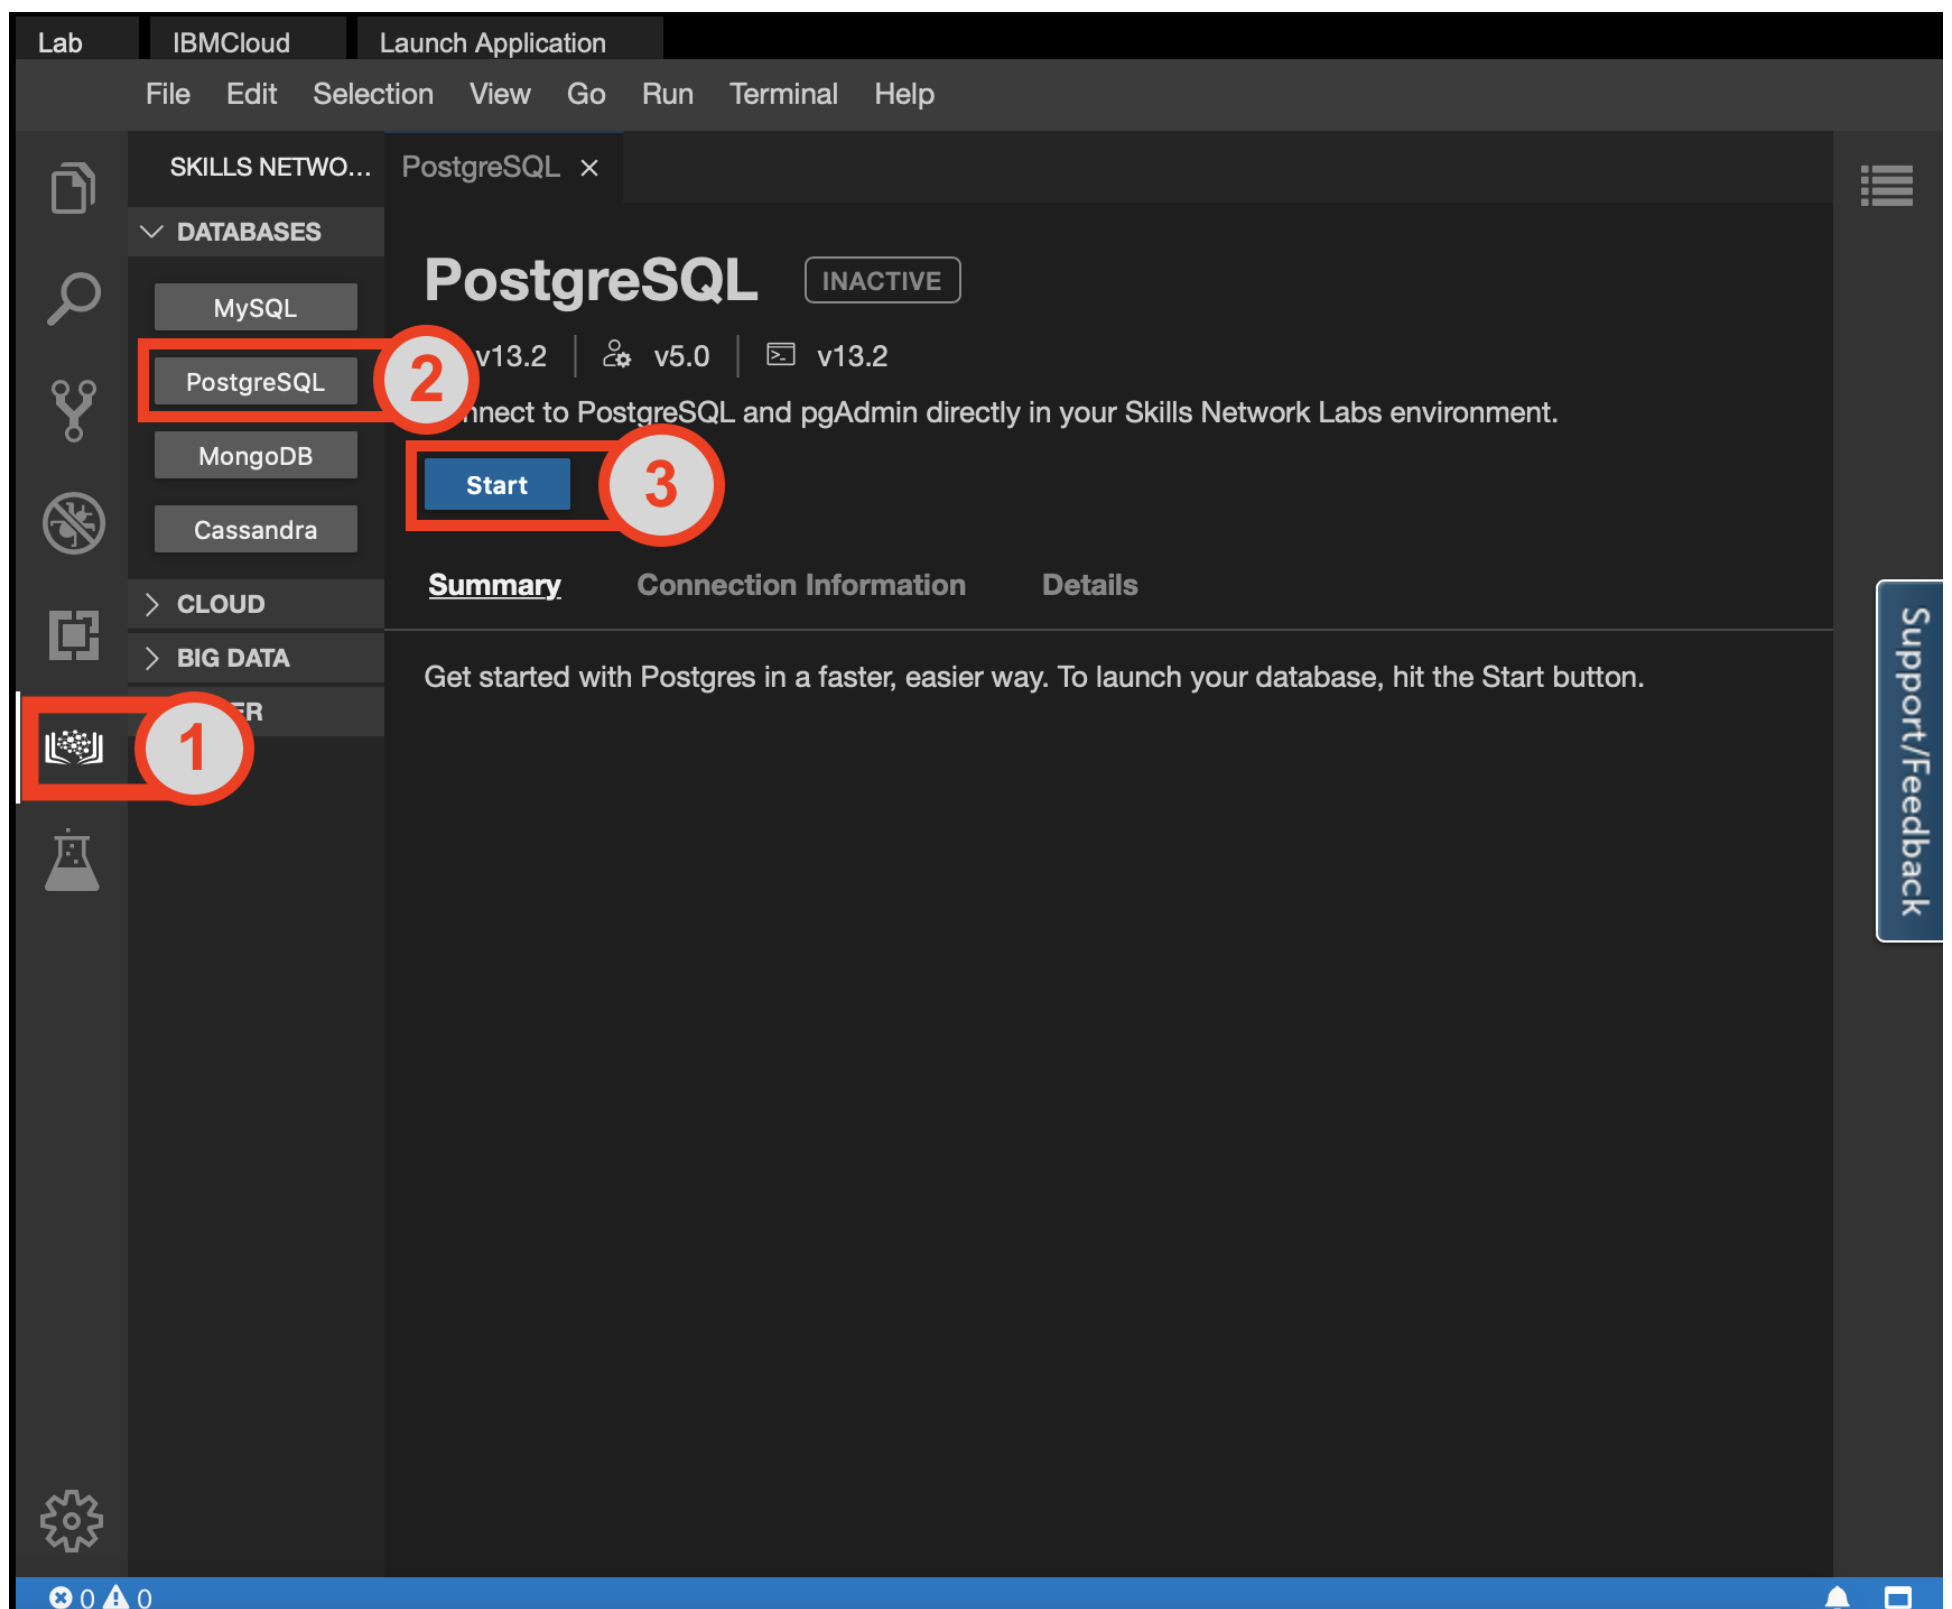 Lab IBMCloud Launch Application
File Edit Selection View Go Run Terminal Help
SKILLS NETWO...
DATABASES
MySQL
PostgreSQL
MongoDB
Cassandra
CLOUD
BIG DATA
ER
PostgreSQL ×
PostgreSQL INACTIVE
v13.2 v5.0 v13.2
nnect to PostgreSQL and pgAdmin directly in your Skills Network Labs environment.
Start
Summary Connection Information Details
Get started with Postgres in a faster, easier way. To launch your database, hit the Start button.
1
2
3
Support/Feedback
0 0